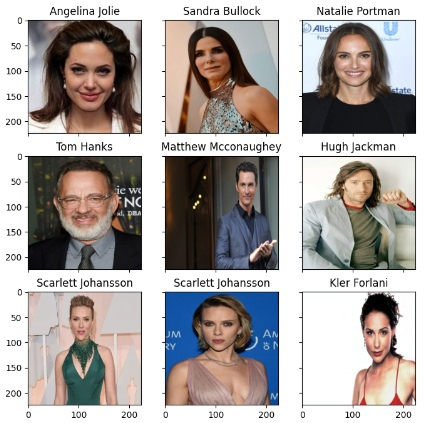 Angelina Jolie
Sandra Bullock
Natalie Portman
0
50
100
150
200
Allsta
Tom Hanks
Matthew Mcconaughey
Hugh Jackman
0
50
100
150
200
Scarlett Johansson
Scarlett Johansson
Kler Forlani
0
50
100
150
200
0
100
200
0
100
200
0
100
200